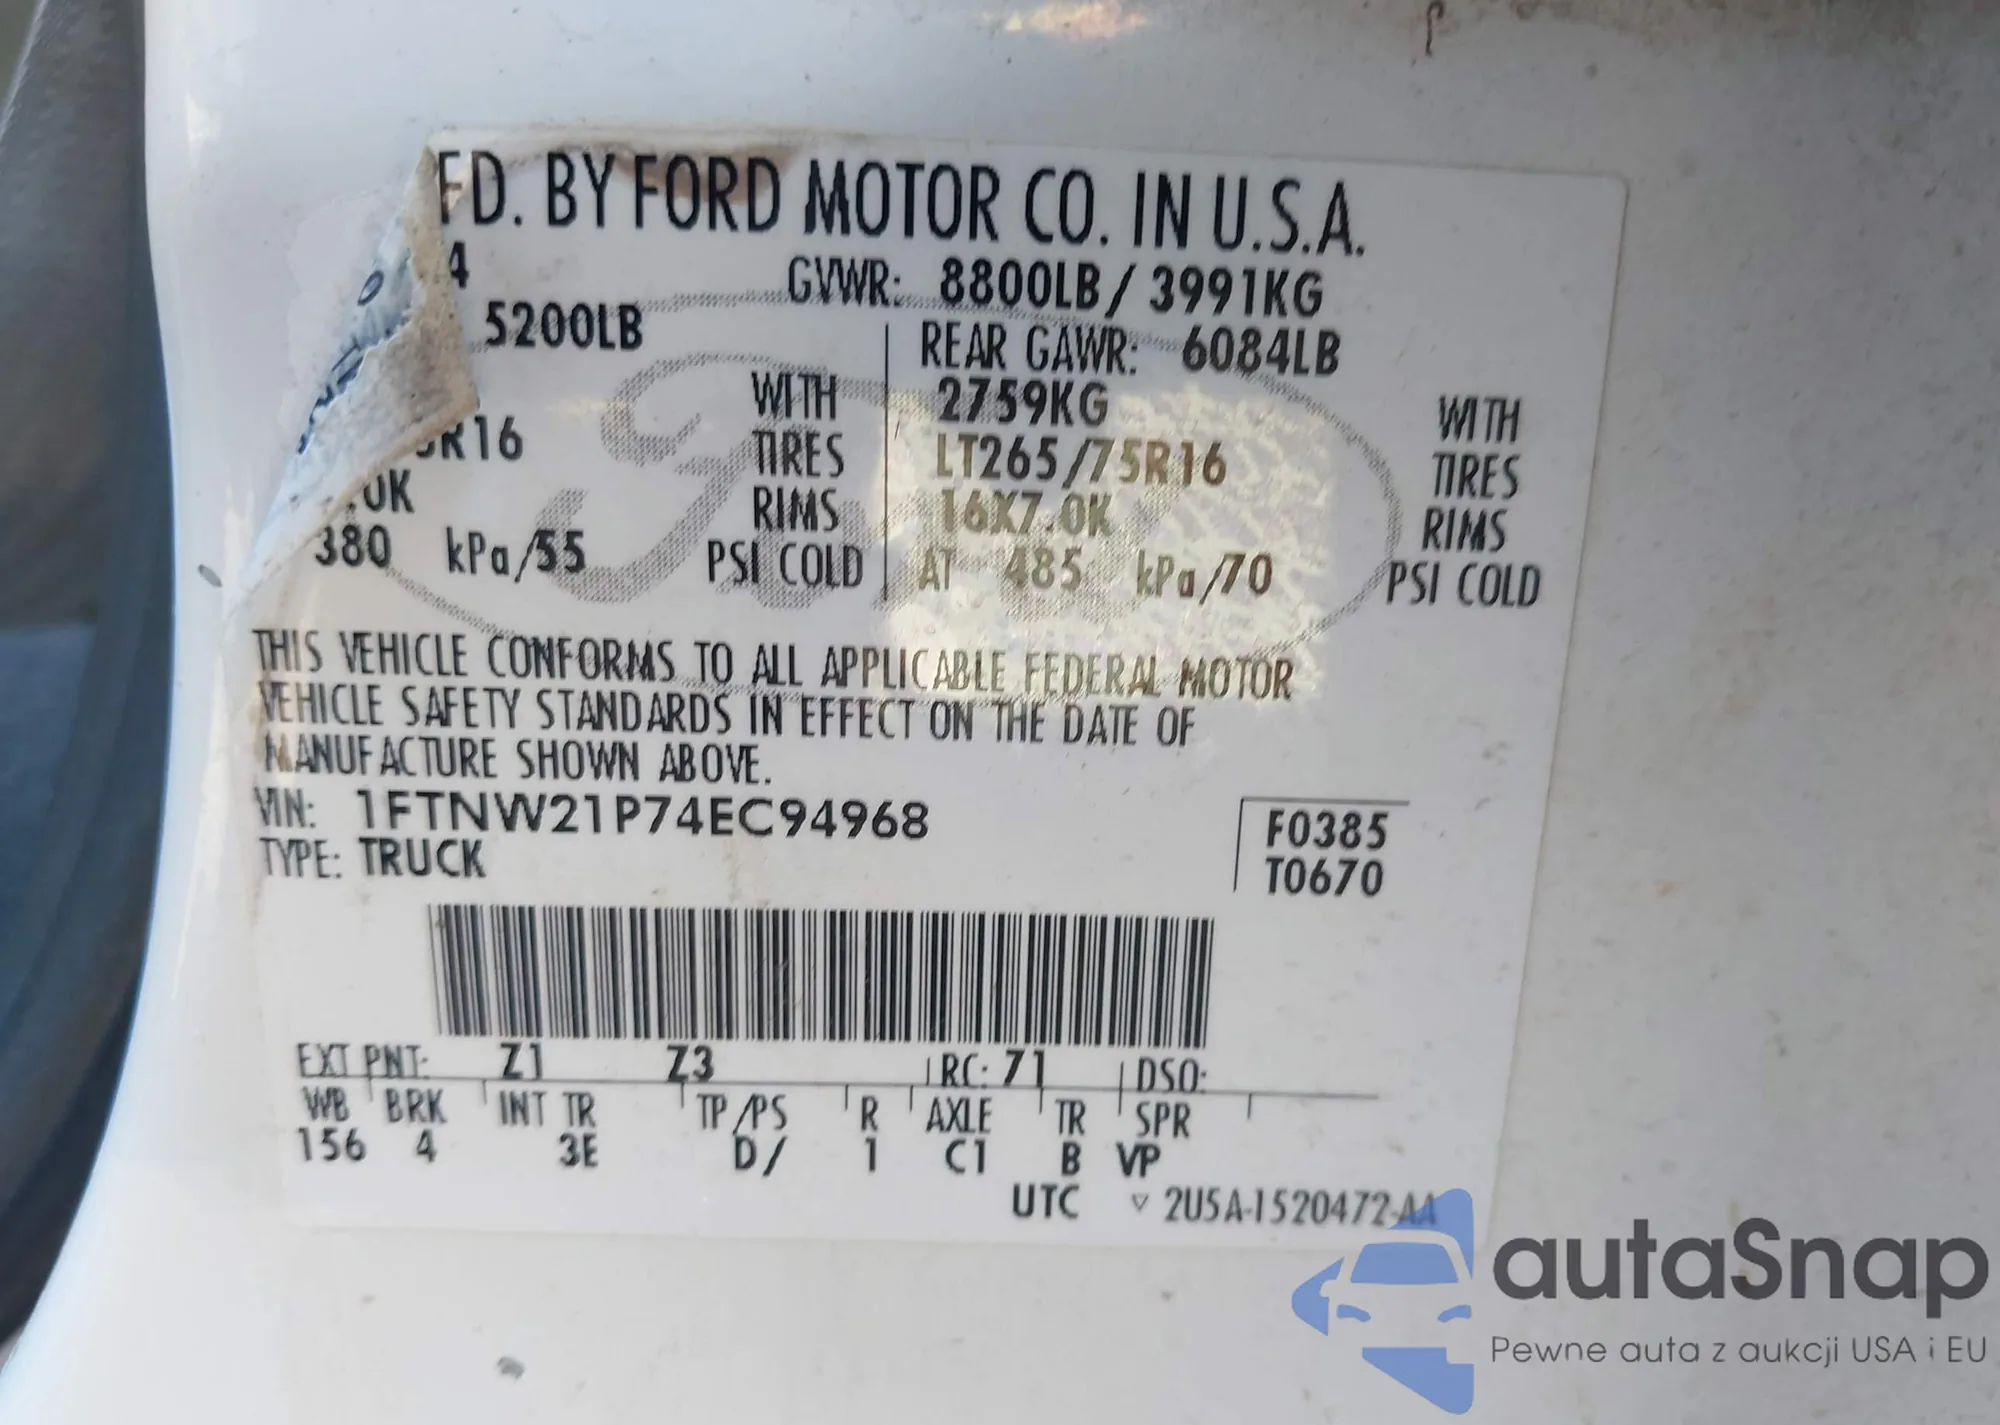 FD. BY FORD MOTOR CO. IN U.S.A.
4 GVWR: 8800LB / 3991KG
5200LB REAR GAWR: 6084LB
WITH 2759KG WITH
R16 TIRES LT265/75R16 TIRES
.0K RIMS 16X7.0K RIMS
380 kPa/55 PSI COLD AT 485 kPa/70 PSI COLD
THIS VEHICLE CONFORMS TO ALL APPLICABLE FEDERAL MOTOR
VEHICLE SAFETY STANDARDS IN EFFECT ON THE DATE OF
MANUFACTURE SHOWN ABOVE.
VIN: 1FTNW21P74EC94968
TYPE: TRUCK
F0385
T0670
EXT PNT: Z1 Z3 RC: 71 DSO:
WB BRK INT TR TP/PS R AXLE TR SPR
156 4 3E D/ 1 C1 B VP
UTC ▽ 2U5A-1520472-AA
autaSnap
Pewne auta z aukcji USA i EU